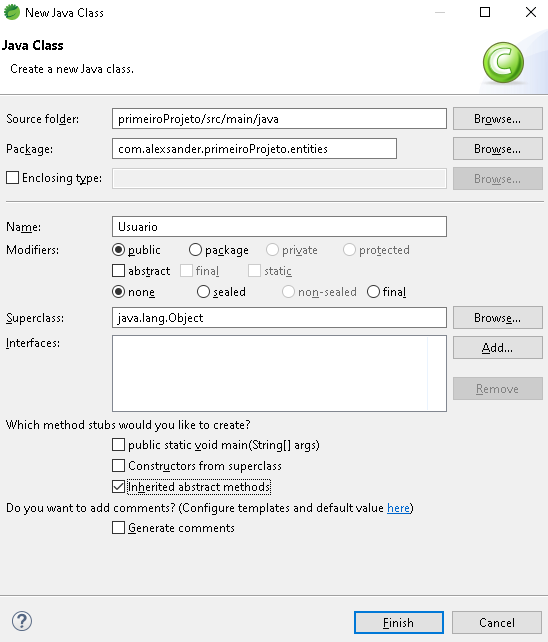 New Java Class
Java Class
Create a new Java class.
C
Source folder: primeiroProjeto/src/main/java Browse...
Package: com.alexsander.primeiroProjeto.entities Browse...
Enclosing type: Browse...
Name: Usuario
Modifiers: public package private protected
abstract final static
none sealed non-sealed final
Superclass: java.lang.Object Browse...
Interfaces: Add...
Remove
Which method stubs would you like to create?
public static void main(String[] args)
Constructors from superclass
Inherited abstract methods
Do you want to add comments? (Configure templates and default value here)
Generate comments
? Finish Cancel